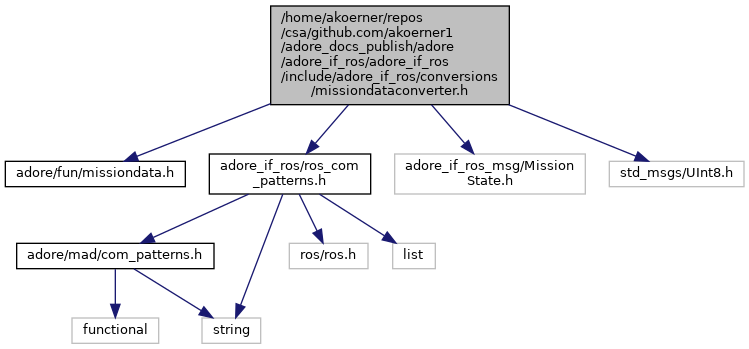 /home/akoerner/repos
/csa/github.com/akoerner1
/adore_docs_publish/adore
/adore_if_ros/adore_if_ros
/include/adore_if_ros/conversions
/missiondataconverter.h
adore/fun/missiondata.h
adore_if_ros/ros_com
_patterns.h
adore_if_ros_msg/Mission
State.h
std_msgs/UInt8.h
adore/mad/com_patterns.h
ros/ros.h
list
functional
string